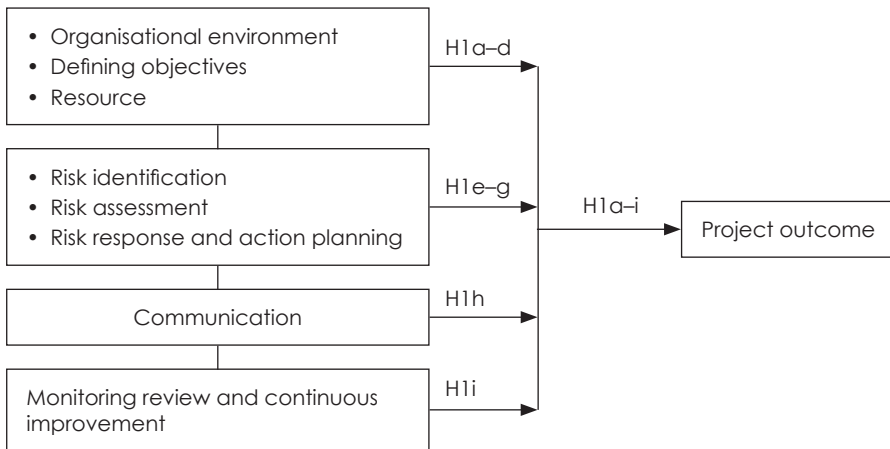 • Organisational environment
• Defining objectives
• Resource
H1a–d
• Risk identification
• Risk assessment
• Risk response and action planning
H1e–g
H1a–i
Project outcome
Communication
H1h
Monitoring review and continuous
improvement
H1i